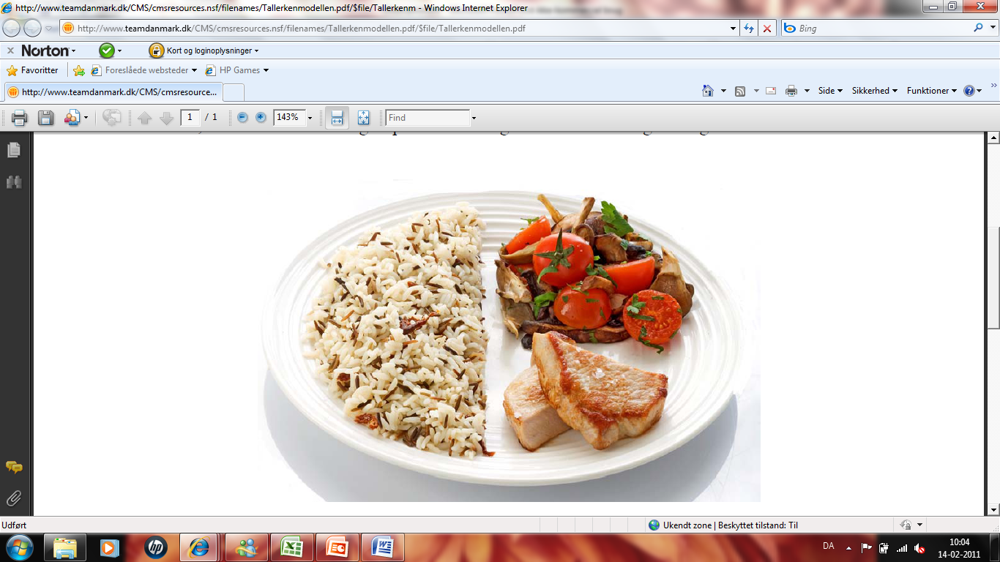 http://www.teamdanmark.dk/CMS/cmsresources.nsf/filenames/Tallerkenmodellen.pdf/$file/Tallerkenm - Windows Internet Explorer
http://www.teamdanmark.dk/CMS/cmsresources.nsf/filenames/Tallerkenmodellen.pdf/$file/Tallerkenmodellen.pdf
Bing
x Norton
Kort og loginoplysninger
Favoritter
Foreslåede websteder
HP Games
http://www.teamdanmark.dk/CMS/cmsresource...
Side
Sikkerhed
Funktioner
1 / 1
143%
Find
Udført
Ukendt zone | Beskyttet tilstand: Til
hp
DA
10:04
14-02-2011